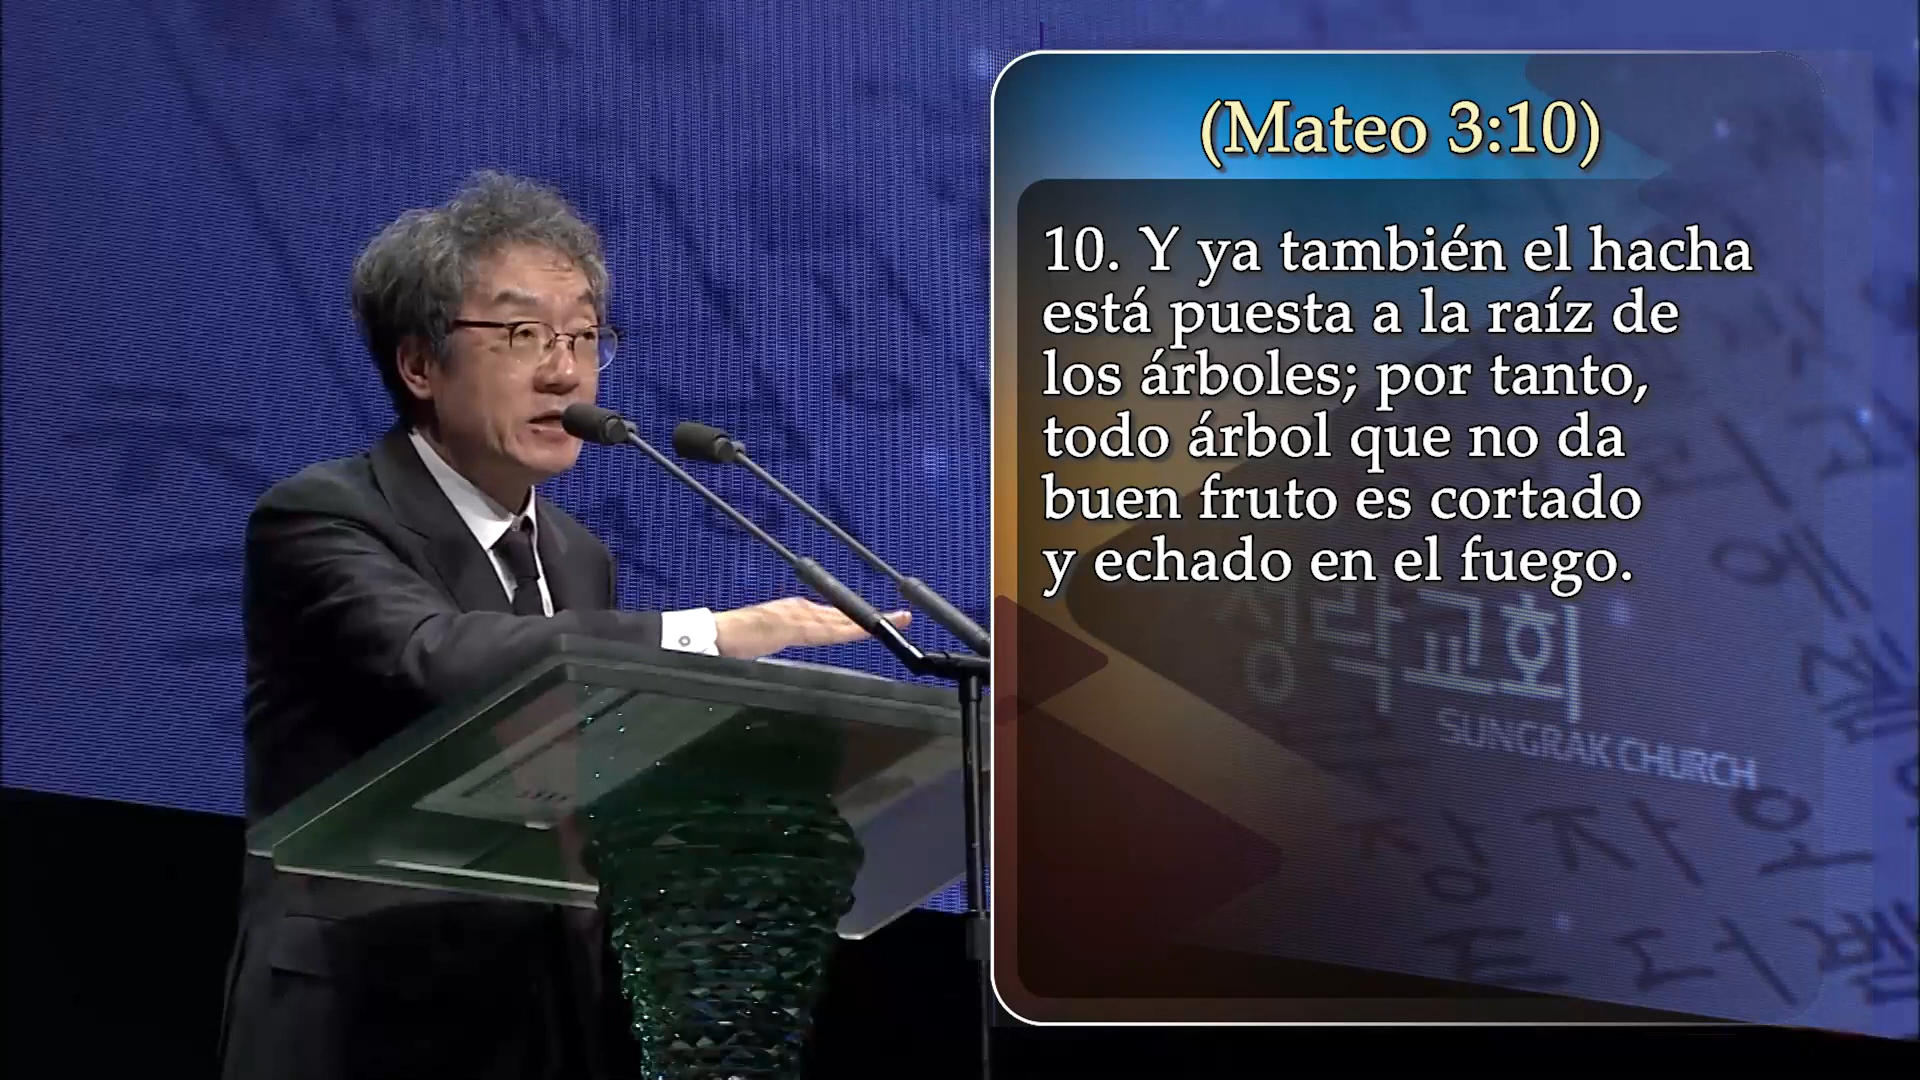 (Mateo 3:10)
10. Y ya también el hacha
está puesta a la raíz de
los árboles; por tanto,
todo árbol que no da
buen fruto es cortado
y echado en el fuego.
성락교회
SUNGRAK CHURCH